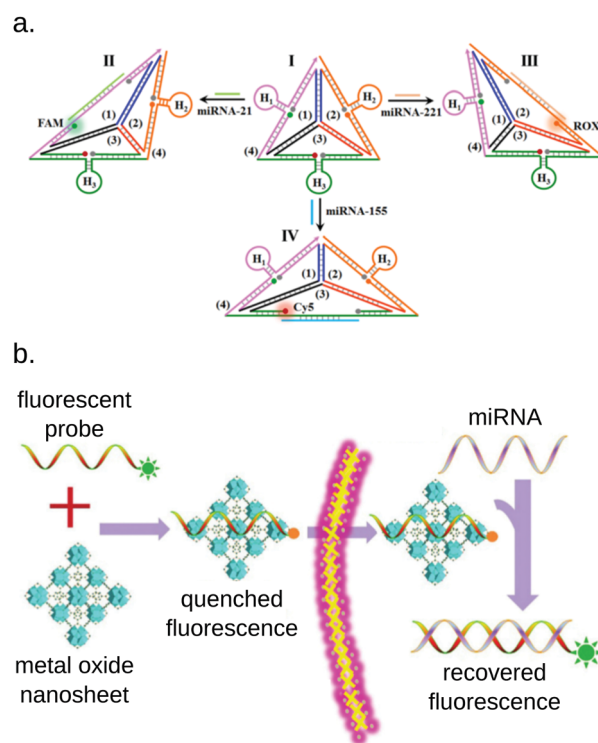 a.
II
I
III
H1
H2
H2
H1
FAM
miRNA-21
miRNA-221
ROX
(1)
(2)
(3)
(4)
(1)
(2)
(3)
(4)
(1)
(2)
(3)
(4)
H3
H3
H3
miRNA-155
IV
H1
H2
(1)
(2)
(3)
(4)
Cy5
b.
fluorescent
probe
miRNA
quenched
fluorescence
metal oxide
nanosheet
recovered
fluorescence